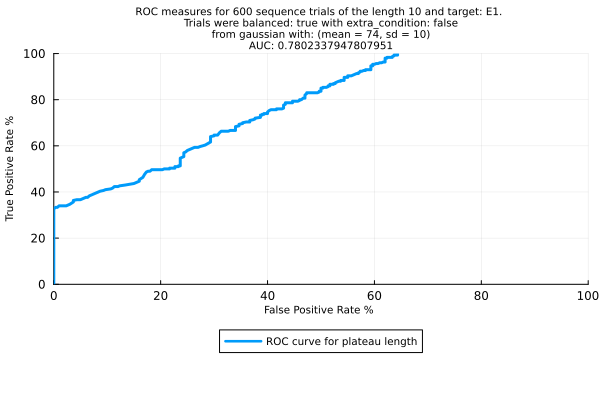 ROC measures for 600 sequence trials of the length 10 and target: E1.
Trials were balanced: true with extra_condition: false
from gaussian with: (mean = 74, sd = 10)
AUC: 0.7802337947807951
100
80
60
40
20
0
True Positive Rate %
0 20 40 60 80 100
False Positive Rate %
ROC curve for plateau length